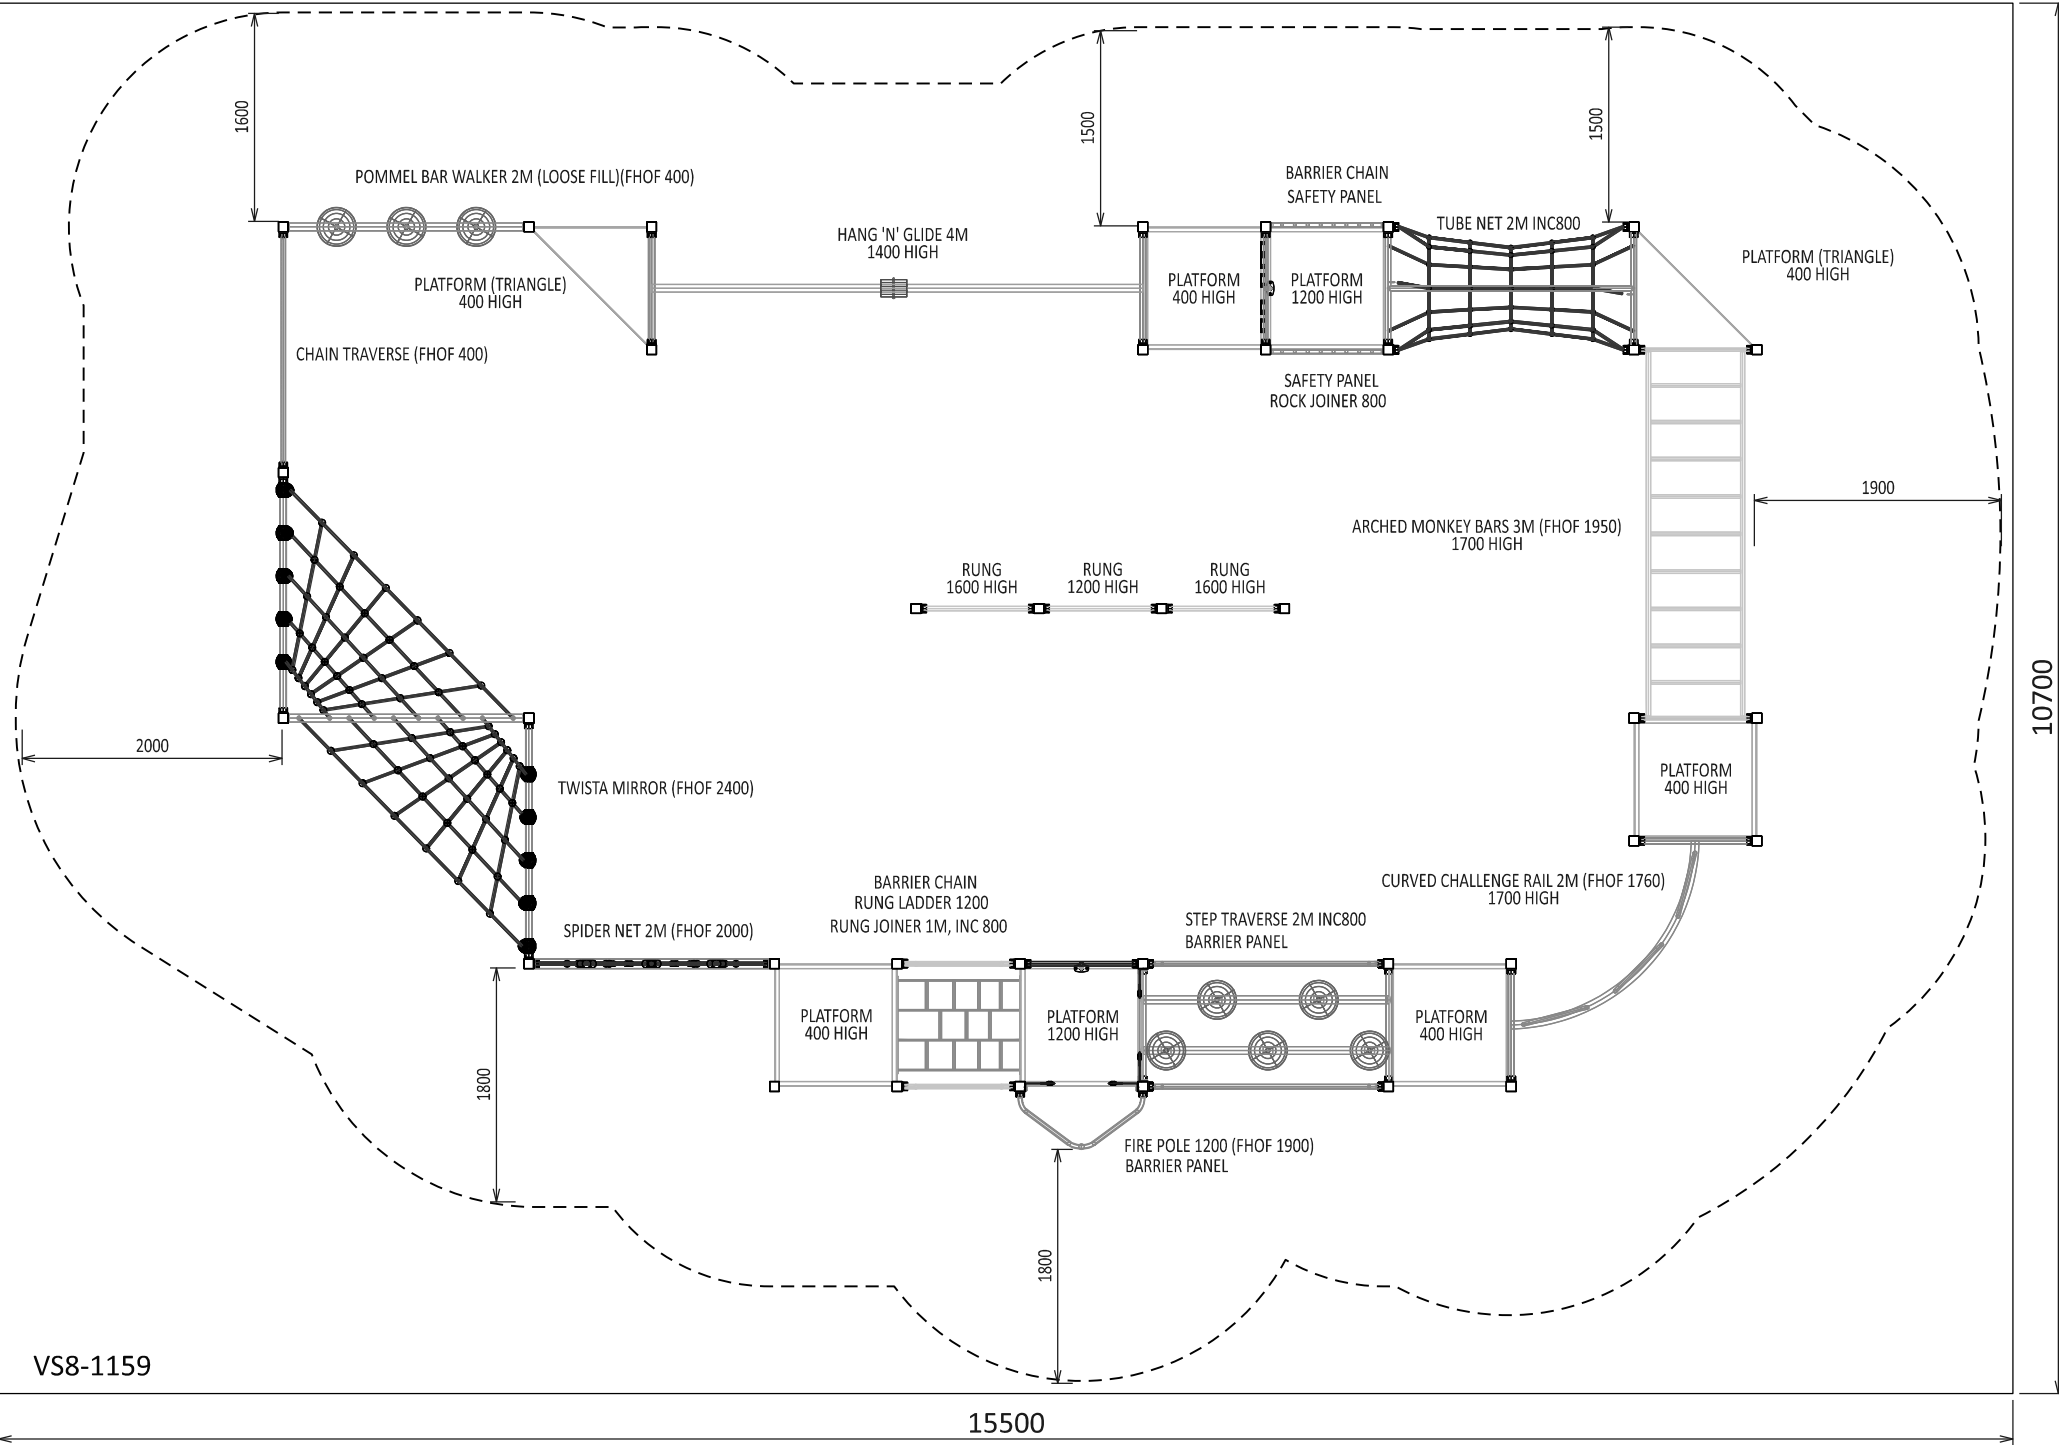 1600
1500
1500
POMMEL BAR WALKER 2M (LOOSE FILL)(FHOF 400)
BARRIER CHAIN
SAFETY PANEL
TUBE NET 2M INC800
HANG 'N' GLIDE 4M
1400 HIGH
PLATFORM (TRIANGLE)
400 HIGH
PLATFORM (TRIANGLE)
400 HIGH
PLATFORM
400 HIGH
PLATFORM
1200 HIGH
CHAIN TRAVERSE (FHOF 400)
SAFETY PANEL
ROCK JOINER 800
1900
ARCHED MONKEY BARS 3M (FHOF 1950)
1700 HIGH
RUNG
1600 HIGH
RUNG
1200 HIGH
RUNG
1600 HIGH
10700
2000
TWISTA MIRROR (FHOF 2400)
PLATFORM
400 HIGH
BARRIER CHAIN
RUNG LADDER 1200
RUNG JOINER 1M, INC 800
CURVED CHALLENGE RAIL 2M (FHOF 1760)
1700 HIGH
SPIDER NET 2M (FHOF 2000)
STEP TRAVERSE 2M INC800
BARRIER PANEL
PLATFORM
400 HIGH
PLATFORM
1200 HIGH
PLATFORM
400 HIGH
1800
FIRE POLE 1200 (FHOF 1900)
BARRIER PANEL
1800
VS8-1159
15500